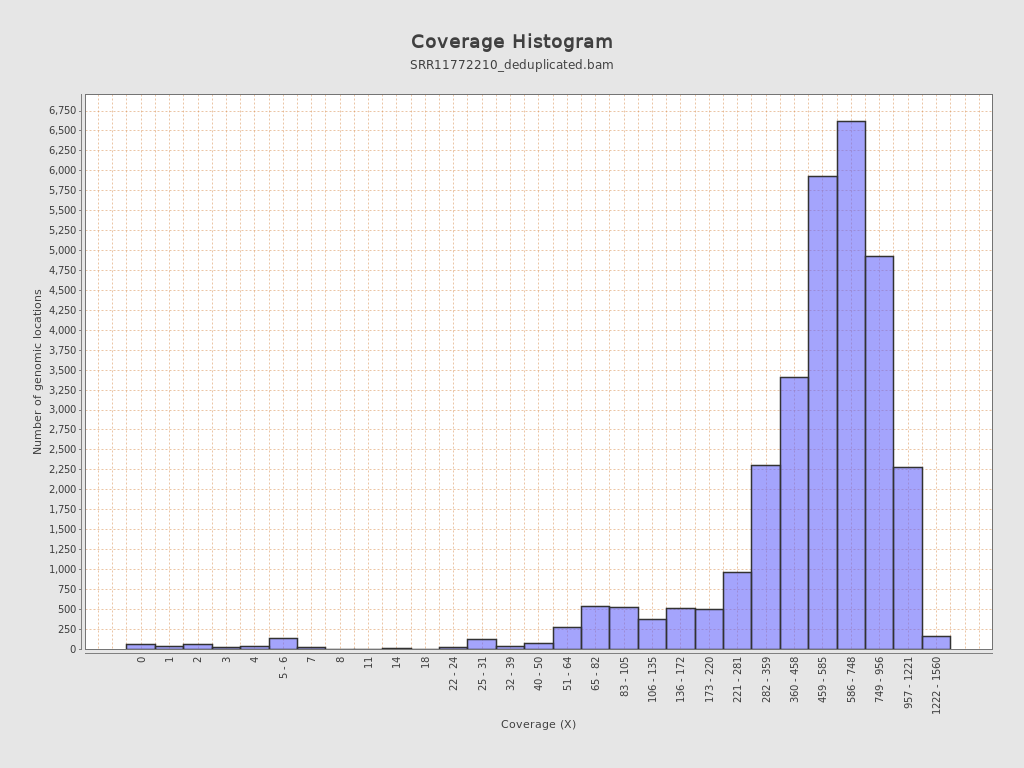 Coverage Histogram
SRR11772210_deduplicated.bam
Number of genomic locations
6,750
6,500
6,250
6,000
5,750
5,500
5,250
5,000
4,750
4,500
4,250
4,000
3,750
3,500
3,250
3,000
2,750
2,500
2,250
2,000
1,750
1,500
1,250
1,000
750
500
250
0
0
1
2
3
4
5 - 6
7
8
11
14
18
22 - 24
25 - 31
32 - 39
40 - 50
51 - 64
65 - 82
83 - 105
106 - 135
136 - 172
173 - 220
221 - 281
282 - 359
360 - 458
459 - 585
586 - 748
749 - 956
957 - 1221
1222 - 1560
Coverage (X)